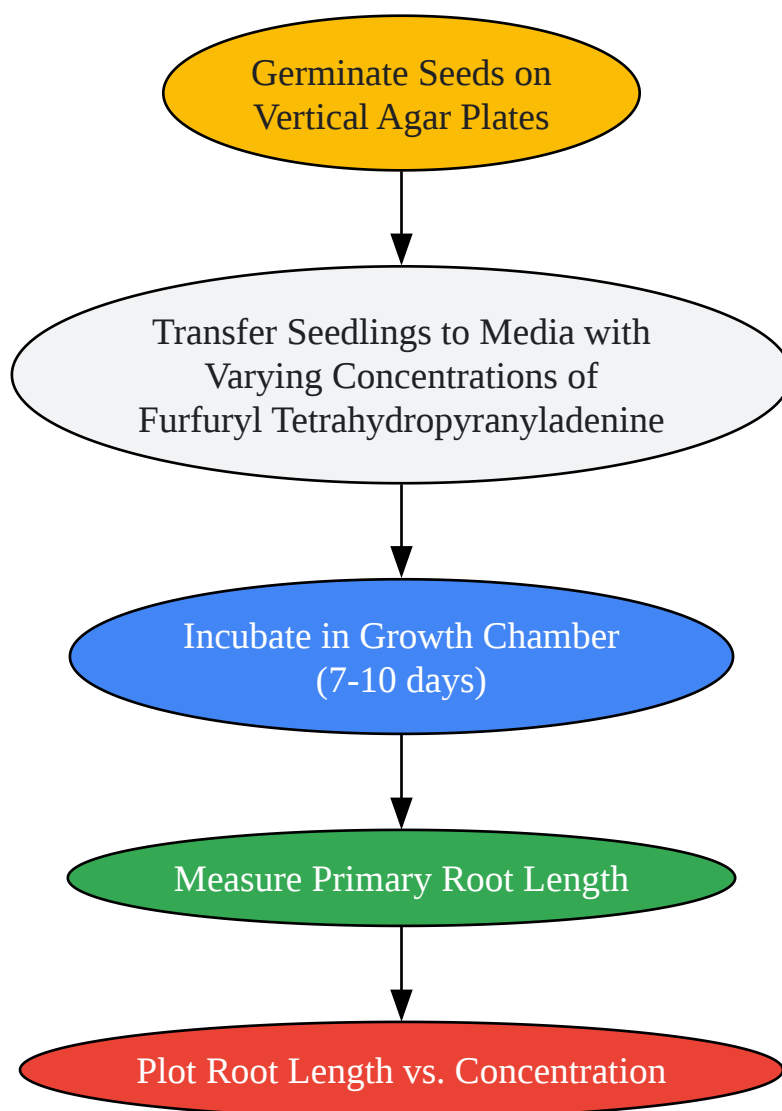 Germinate Seeds on
Vertical Agar Plates
Transfer Seedlings to Media with
Varying Concentrations of
Furfuryl Tetrahydropyranyladenine
Incubate in Growth Chamber
(7-10 days)
Measure Primary Root Length
Plot Root Length vs. Concentration